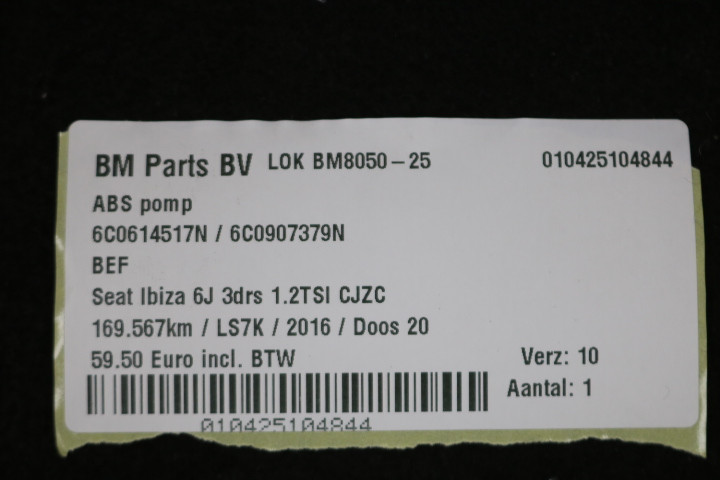 BM Parts BV LOK BM8050-25 010425104844
ABS pomp
6C0614517N / 6C0907379N
BEF
Seat Ibiza 6J 3drs 1.2TSI CJZC
169.567km / LS7K / 2016 / Doos 20
59.50 Euro incl. BTW Verz: 10
Aantal: 1
010425104844